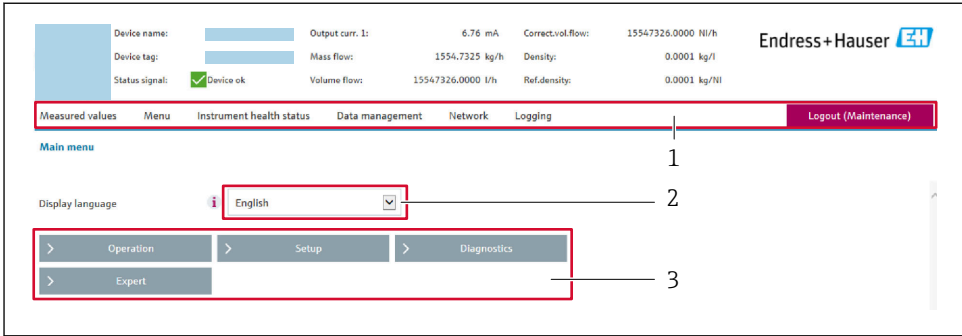 Device name: Output curr. 1: 6.76 mA Correct.vol.flow: 15547326.0000 Nl/h
Endress+Hauser EH
Device tag: Mass flow: 1554.7325 kg/h Density: 0.0001 kg/l
Status signal: Device ok Volume flow: 15547326.0000 l/h Ref.density: 0.0001 kg/Nl
Measured values Menu Instrument health status Data management Network Logging Logout (Maintenance)
1
Main menu
Display language i English 2
> Operation > Setup > Diagnostics
> Expert 3